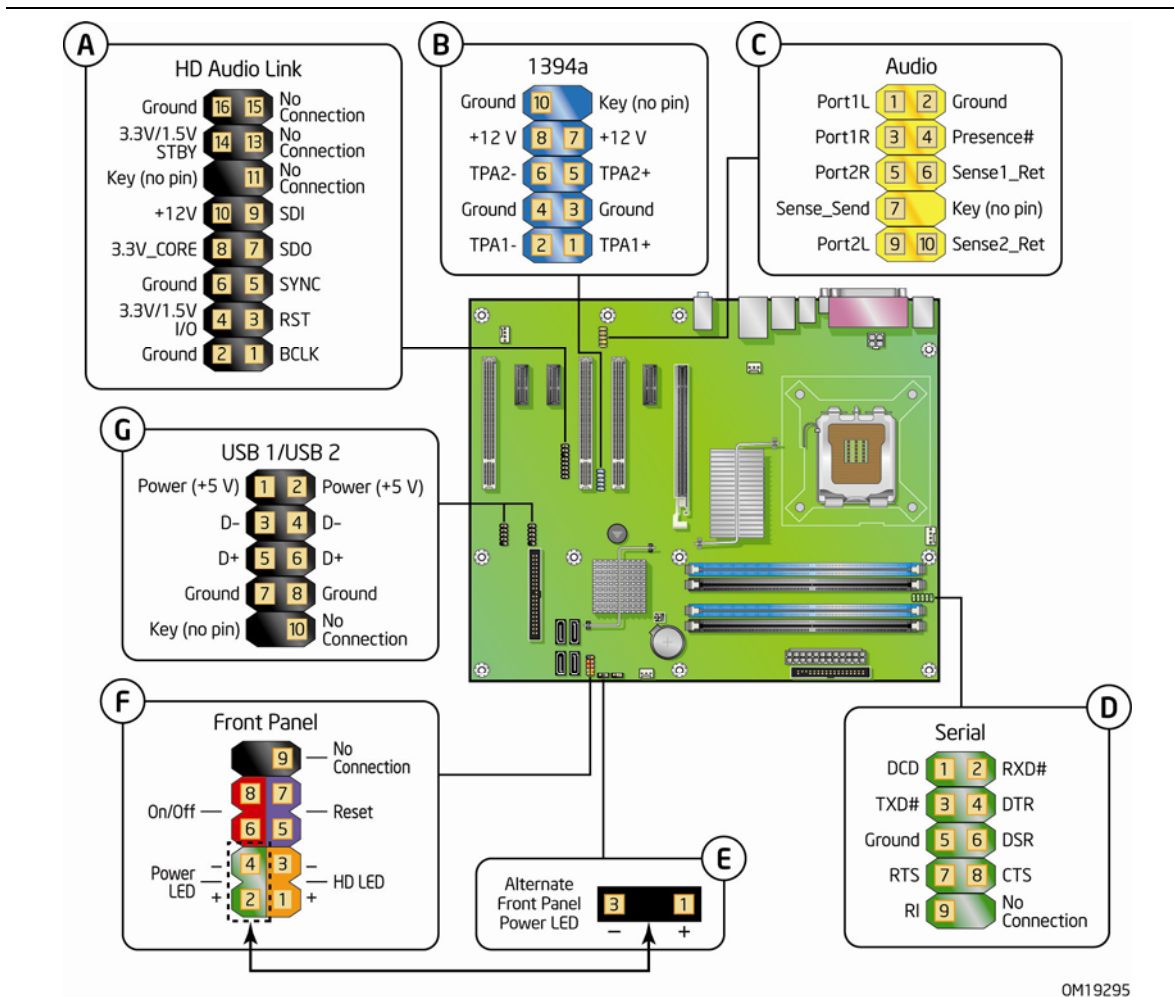 A
HD Audio Link
Ground 16 15 No Connection
3.3V/1.5V STBY 14 13 No Connection
Key (no pin) 11 No Connection
+12V 10 9 SDI
3.3V_CORE 8 7 SDO
Ground 6 5 SYNC
3.3V/1.5V I/O 4 3 RST
Ground 2 1 BCLK
B
1394a
Ground 10 Key (no pin)
+12 V 8 7 +12 V
TPA2- 6 5 TPA2+
Ground 4 3 Ground
TPA1- 2 1 TPA1+
C
Audio
Port1L 1 2 Ground
Port1R 3 4 Presence#
Port2R 5 6 Sense1_Ret
Sense_Send 7 Key (no pin)
Port2L 9 10 Sense2_Ret
G
USB 1/USB 2
Power (+5 V) 1 2 Power (+5 V)
D- 3 4 D-
D+ 5 6 D+
Ground 7 8 Ground
Key (no pin) 10 No Connection
F
Front Panel
9 No Connection
8 7
On/Off Reset
6 5
- 4 3 -
Power LED HD LED
+ 2 1 +
E
Alternate Front Panel Power LED
3 1
- +
D
Serial
DCD 1 2 RXD#
TXD# 3 4 DTR
Ground 5 6 DSR
RTS 7 8 CTS
RI 9 No Connection
OM19295